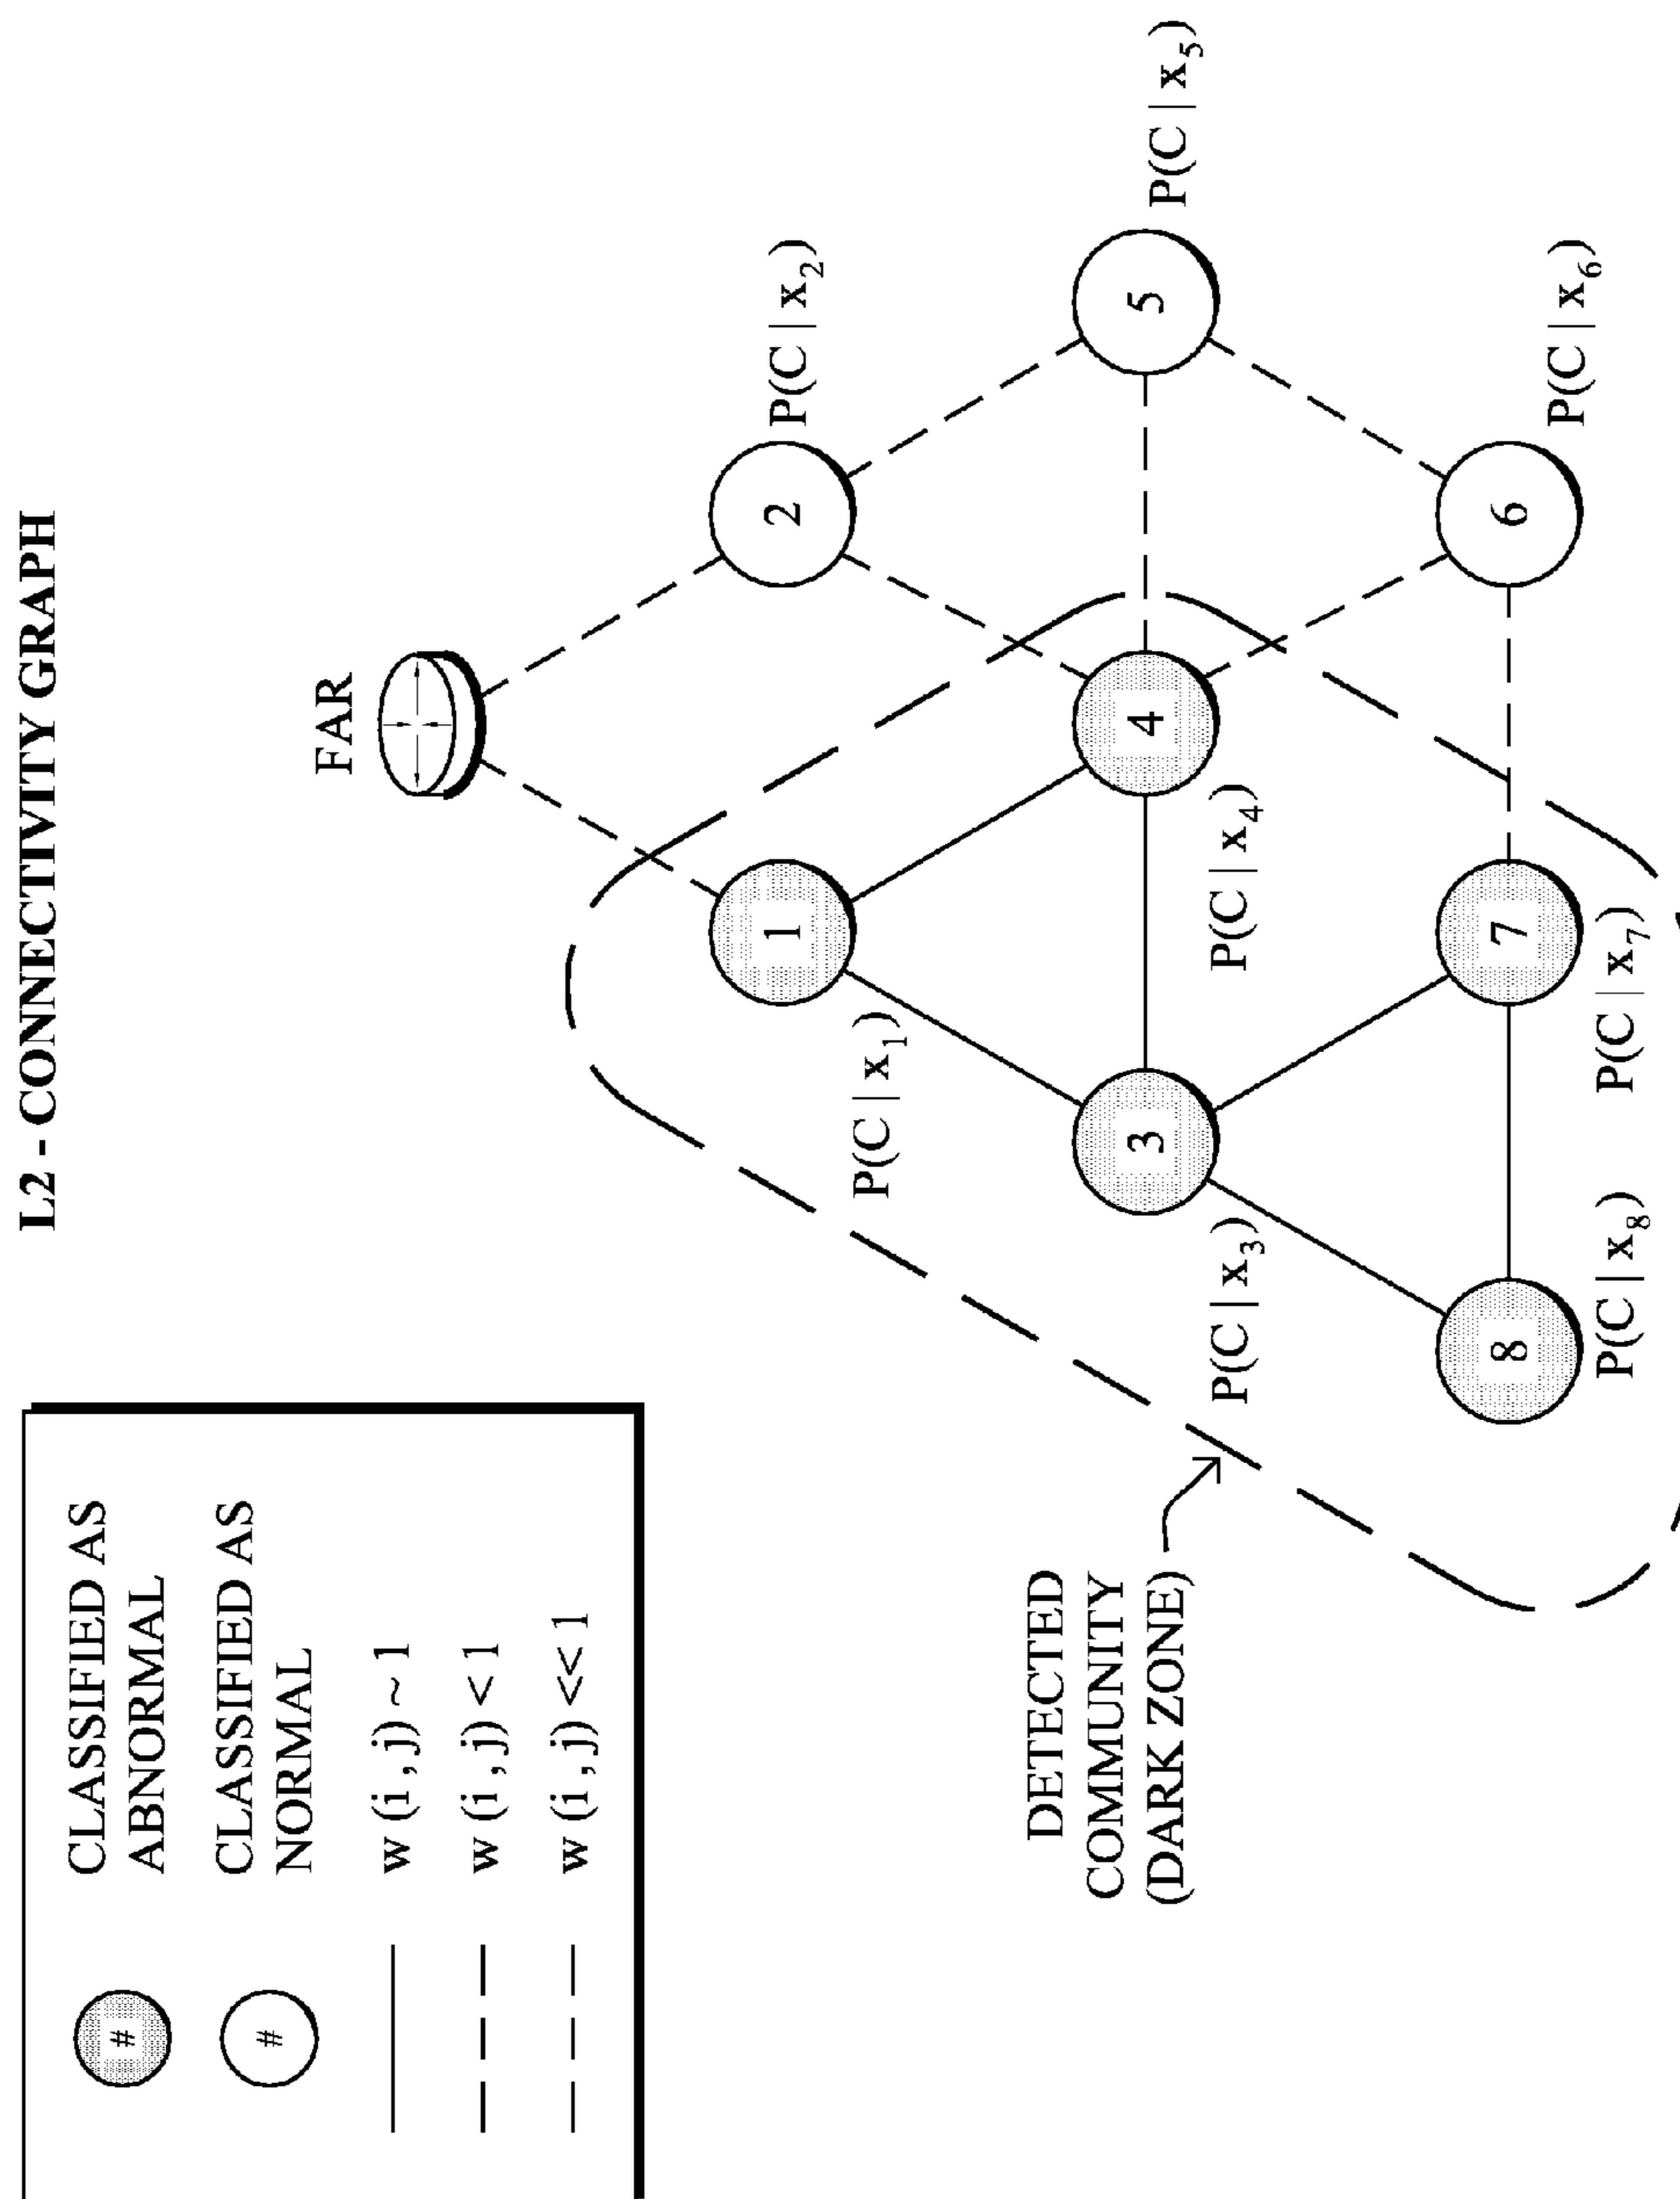 L2 - CONNECTIVITY GRAPH
# CLASSIFIED AS
ABNORMAL
# CLASSIFIED AS
NORMAL
w (i ,j) ~ 1
w (i ,j) < 1
w (i ,j) << 1
FAR
1
P(C | x₁)
2
P(C | x₂)
3
P(C | x₃)
4
P(C | x₄)
5
P(C | x₅)
DETECTED
COMMUNITY
(DARK ZONE)
8
P(C | x₈)
7
P(C | x₇)
6
P(C | x₆)